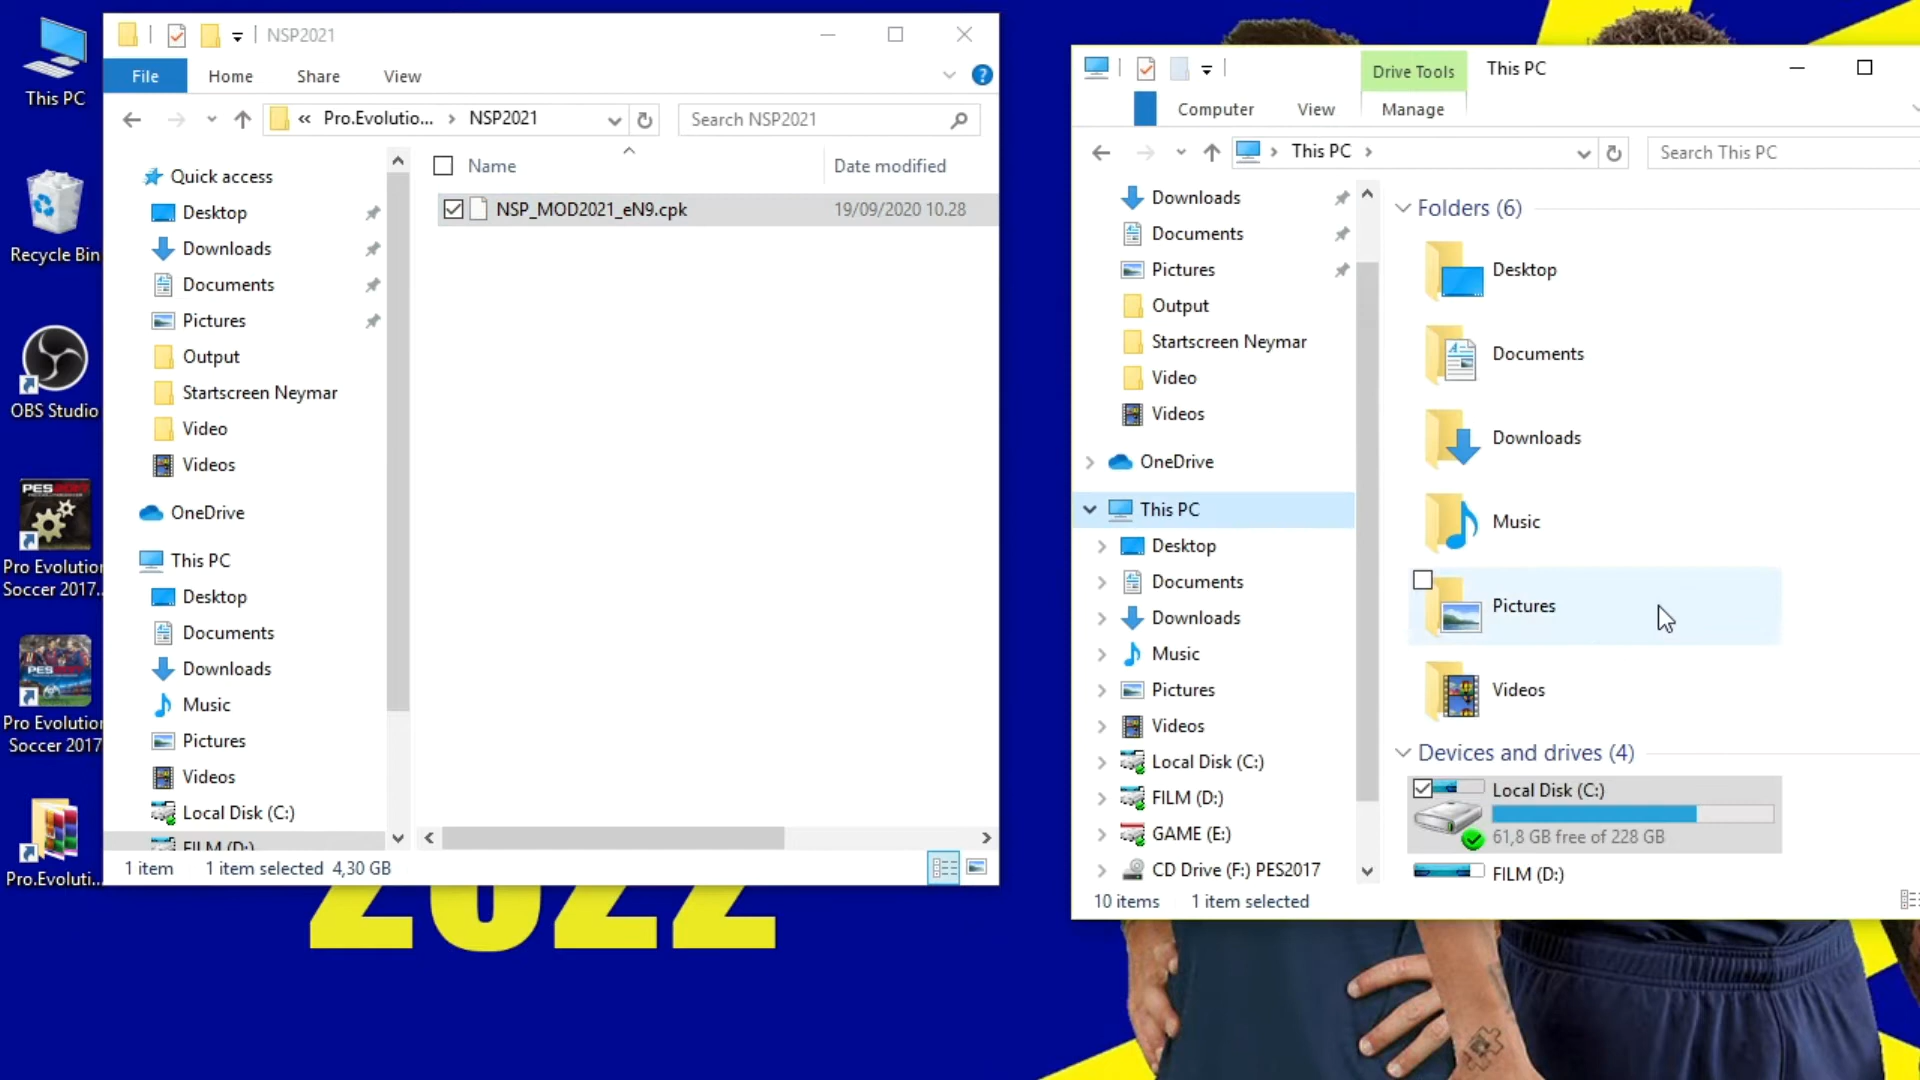 This PC
Recycle Bin
OBS Studio
Pro Evolution
Soccer 2017...
Pro Evolution
Soccer 2017
Pro.Evoluti...
NSP2021
File
Home
Share
View
«
Pro.Evolutio...
NSP2021
Search NSP2021
Quick access
Desktop
Downloads
Documents
Pictures
Output
Startscreen Neymar
Video
Videos
OneDrive
This PC
Desktop
Documents
Downloads
Music
Pictures
Videos
Local Disk (C:)
FILM (D:)
Name
Date modified
NSP_MOD2021_eN9.cpk
19/09/2020 10.28
1 item
1 item selected 4,30 GB
2022
Drive Tools
This PC
Computer
View
Manage
This PC
Search This PC
Downloads
Documents
Pictures
Output
Startscreen Neymar
Video
Videos
OneDrive
This PC
Desktop
Documents
Downloads
Music
Pictures
Videos
Local Disk (C:)
FILM (D:)
GAME (E:)
CD Drive (F:) PES2017
Folders (6)
Desktop
Documents
Downloads
Music
Pictures
Videos
Devices and drives (4)
Local Disk (C:)
61,8 GB free of 228 GB
FILM (D:)
10 items
1 item selected